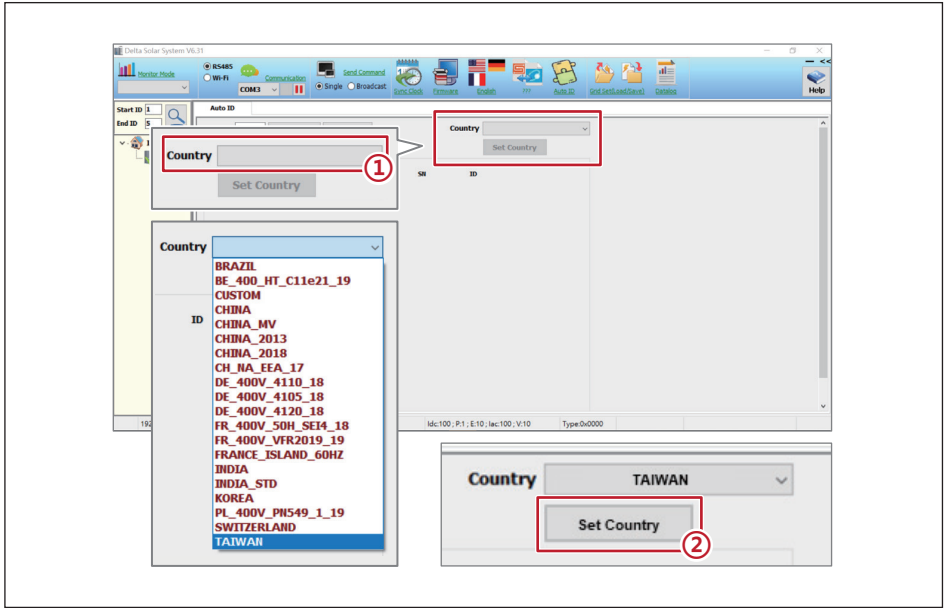 Delta Solar System V6.31
Monitor Mode
RS485
Wi-Fi
Communication
COM3
Send Command
Single Broadcast
Sync Clock
Firmware
English
???
Auto ID
Grid Set(Load/Save)
Datalog
<<
Help
Start ID 1
End ID 5
Auto ID
Country
Set Country
SN ID
Country
①
Set Country
Country
BRAZIL
BE_400_HT_C11e21_19
CUSTOM
CHINA
ID
CHINA_MV
CHINA_2013
CHINA_2018
CH_NA_EEA_17
DE_400V_4110_18
DE_400V_4105_18
DE_400V_4120_18
FR_400V_50H_SEI4_18
FR_400V_VFR2019_19
FRANCE_ISLAND_60HZ
INDIA
INDIA_STD
KOREA
PL_400V_PN549_1_19
SWITZERLAND
TAIWAN
192
Idc:100 ; P:1 ; E:10 ; Iac:100 ; V:10 Type:0x0000
Country TAIWAN
Set Country
②